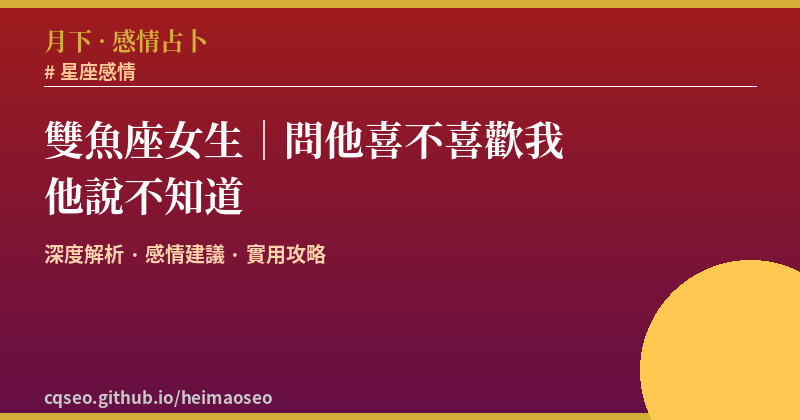 月下 · 感情占卜
# 星座感情
雙魚座女生｜問他喜不喜歡我
他說不知道
深度解析 · 感情建議 · 實用攻略
cqseo.github.io/heimaoseo